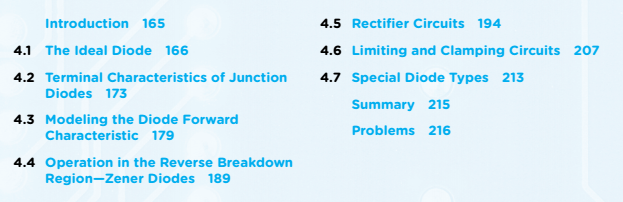 Introduction 165
4.1 The Ideal Diode 166
4.2 Terminal Characteristics of Junction
Diodes 173
4.3 Modeling the Diode Forward
Characteristic 179
4.4 Operation in the Reverse Breakdown
Region—Zener Diodes 189
4.5 Rectifier Circuits 194
4.6 Limiting and Clamping Circuits 207
4.7 Special Diode Types 213
Summary 215
Problems 216